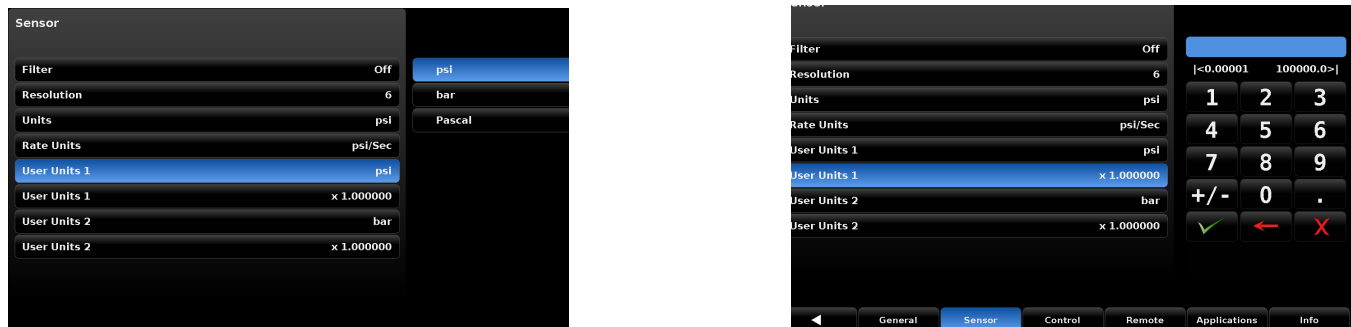 Sensor
Filter Off
Resolution 6
Units psi
Rate Units psi/Sec
User Units 1 psi
User Units 1 x 1.000000
User Units 2 bar
User Units 2 x 1.000000
psi
bar
Pascal
Filter Off
Resolution 6
Units psi
Rate Units psi/Sec
User Units 1 psi
User Units 1 x 1.000000
User Units 2 bar
User Units 2 x 1.000000
|<0.00001 100000.0>|
1 2 3
4 5 6
7 8 9
+/- 0 .
X
General Sensor Control Remote Applications Info